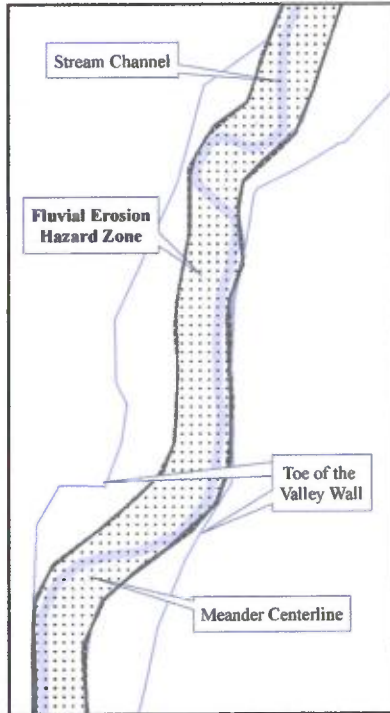 Stream Channel
Fluvial Erosion
Hazard Zone
Toe of the
Valley Wall
Meander Centerline